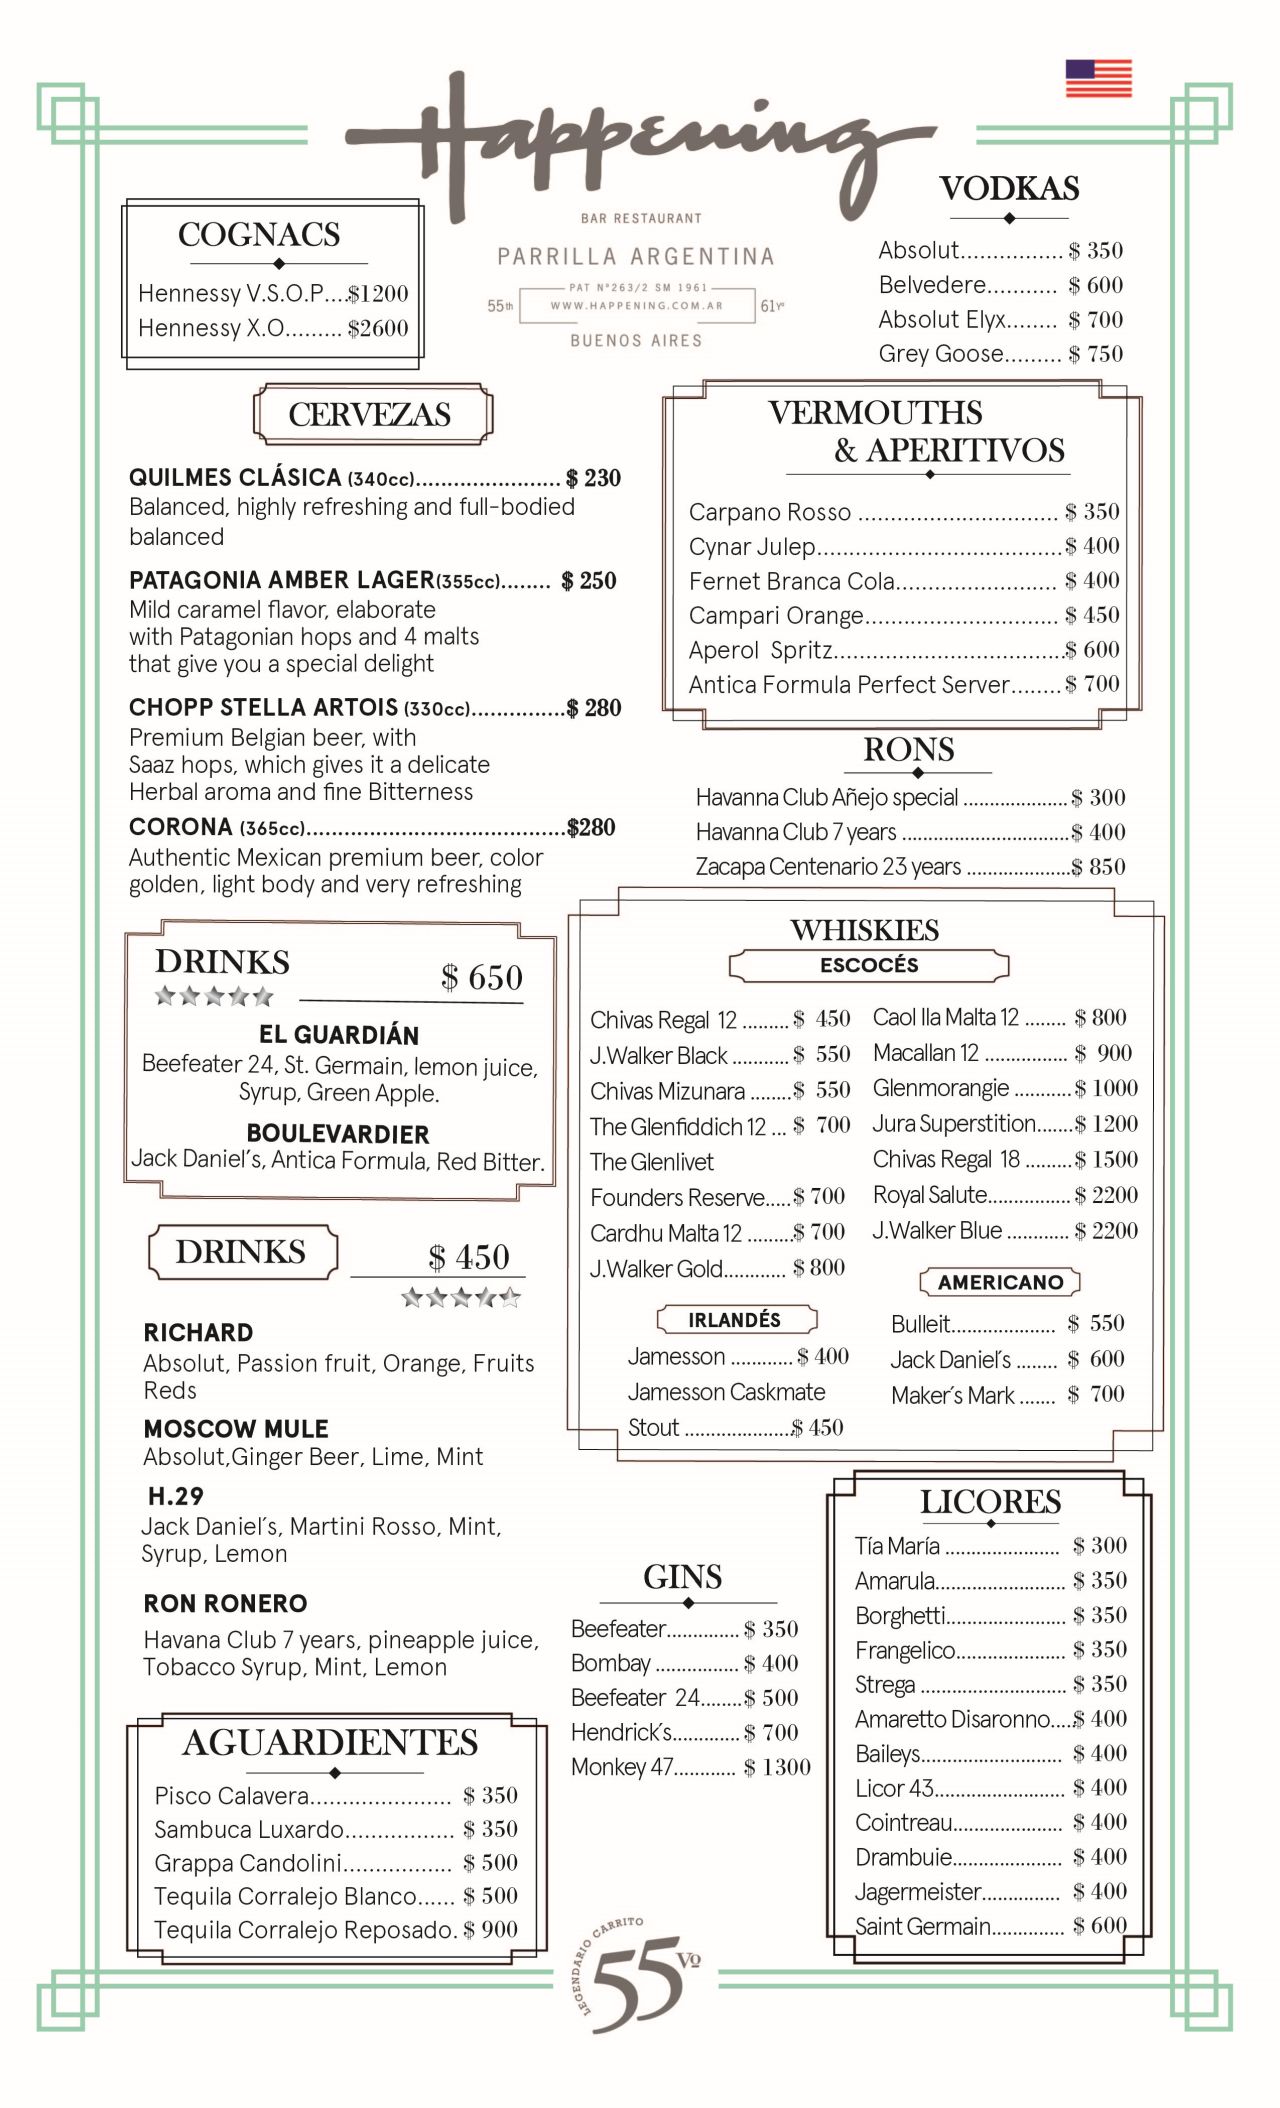 Happening
BAR RESTAURANT
PARRILLA ARGENTINA
PAT N°263/2 SM 1961
55th WWW.HAPPENING.COM.AR 61Yº
BUENOS AIRES
COGNACS
Hennessy V.S.O.P....$1200
Hennessy X.O......... $2600
VODKAS
Absolut................ $ 350
Belvedere........... $ 600
Absolut Elyx........ $ 700
Grey Goose......... $ 750
CERVEZAS
QUILMES CLÁSICA (340cc)....................... $ 230
Balanced, highly refreshing and full-bodied
balanced
PATAGONIA AMBER LAGER(355cc)........ $ 250
Mild caramel flavor, elaborate
with Patagonian hops and 4 malts
that give you a special delight
CHOPP STELLA ARTOIS (330cc)...............$ 280
Premium Belgian beer, with
Saaz hops, which gives it a delicate
Herbal aroma and fine Bitterness
CORONA (365cc).........................................$280
Authentic Mexican premium beer, color
golden, light body and very refreshing
VERMOUTHS
& APERITIVOS
Carpano Rosso ............................... $ 350
Cynar Julep......................................$ 400
Fernet Branca Cola......................... $ 400
Campari Orange.............................. $ 450
Aperol Spritz....................................$ 600
Antica Formula Perfect Server........$ 700
RONS
Havanna Club Añejo special ....................$ 300
Havanna Club 7 years ................................$ 400
Zacapa Centenario 23 years ....................$ 850
DRINKS
$ 650
EL GUARDIÁN
Beefeater 24, St. Germain, lemon juice,
Syrup, Green Apple.
BOULEVARDIER
Jack Daniel's, Antica Formula, Red Bitter.
DRINKS
$ 450
RICHARD
Absolut, Passion fruit, Orange, Fruits
Reds
MOSCOW MULE
Absolut,Ginger Beer, Lime, Mint
H.29
Jack Daniel´s, Martini Rosso, Mint,
Syrup, Lemon
RON RONERO
Havana Club 7 years, pineapple juice,
Tobacco Syrup, Mint, Lemon
WHISKIES
ESCOCÉS
Chivas Regal 12 ......... $ 450
J.Walker Black ........... $ 550
Chivas Mizunara ........$ 550
The Glenfiddich 12 ... $ 700
The Glenlivet
Founders Reserve.....$ 700
Cardhu Malta 12 .........$ 700
J.Walker Gold............ $ 800
Caol Ila Malta 12 ........ $ 800
Macallan 12 ................ $ 900
Glenmorangie ...........$ 1000
Jura Superstition.......$ 1200
Chivas Regal 18 .........$ 1500
Royal Salute................$ 2200
J.Walker Blue ............ $ 2200
IRLANDÉS
Jamesson ............ $ 400
Jamesson Caskmate
Stout .....................$ 450
AMERICANO
Bulleit.................... $ 550
Jack Daniel´s ........ $ 600
Maker´s Mark ....... $ 700
GINS
Beefeater.............. $ 350
Bombay ................ $ 400
Beefeater 24........$ 500
Hendrick´s............. $ 700
Monkey 47............ $ 1300
LICORES
Tía María ...................... $ 300
Amarula......................... $ 350
Borghetti....................... $ 350
Frangelico..................... $ 350
Strega ............................ $ 350
Amaretto Disaronno....$ 400
Baileys........................... $ 400
Licor 43......................... $ 400
Cointreau..................... $ 400
Drambuie..................... $ 400
Jagermeister............... $ 400
Saint Germain.............. $ 600
AGUARDIENTES
Pisco Calavera...................... $ 350
Sambuca Luxardo................. $ 350
Grappa Candolini................. $ 500
Tequila Corralejo Blanco...... $ 500
Tequila Corralejo Reposado. $ 900
LEGENDARIO CARRITO
55Vo